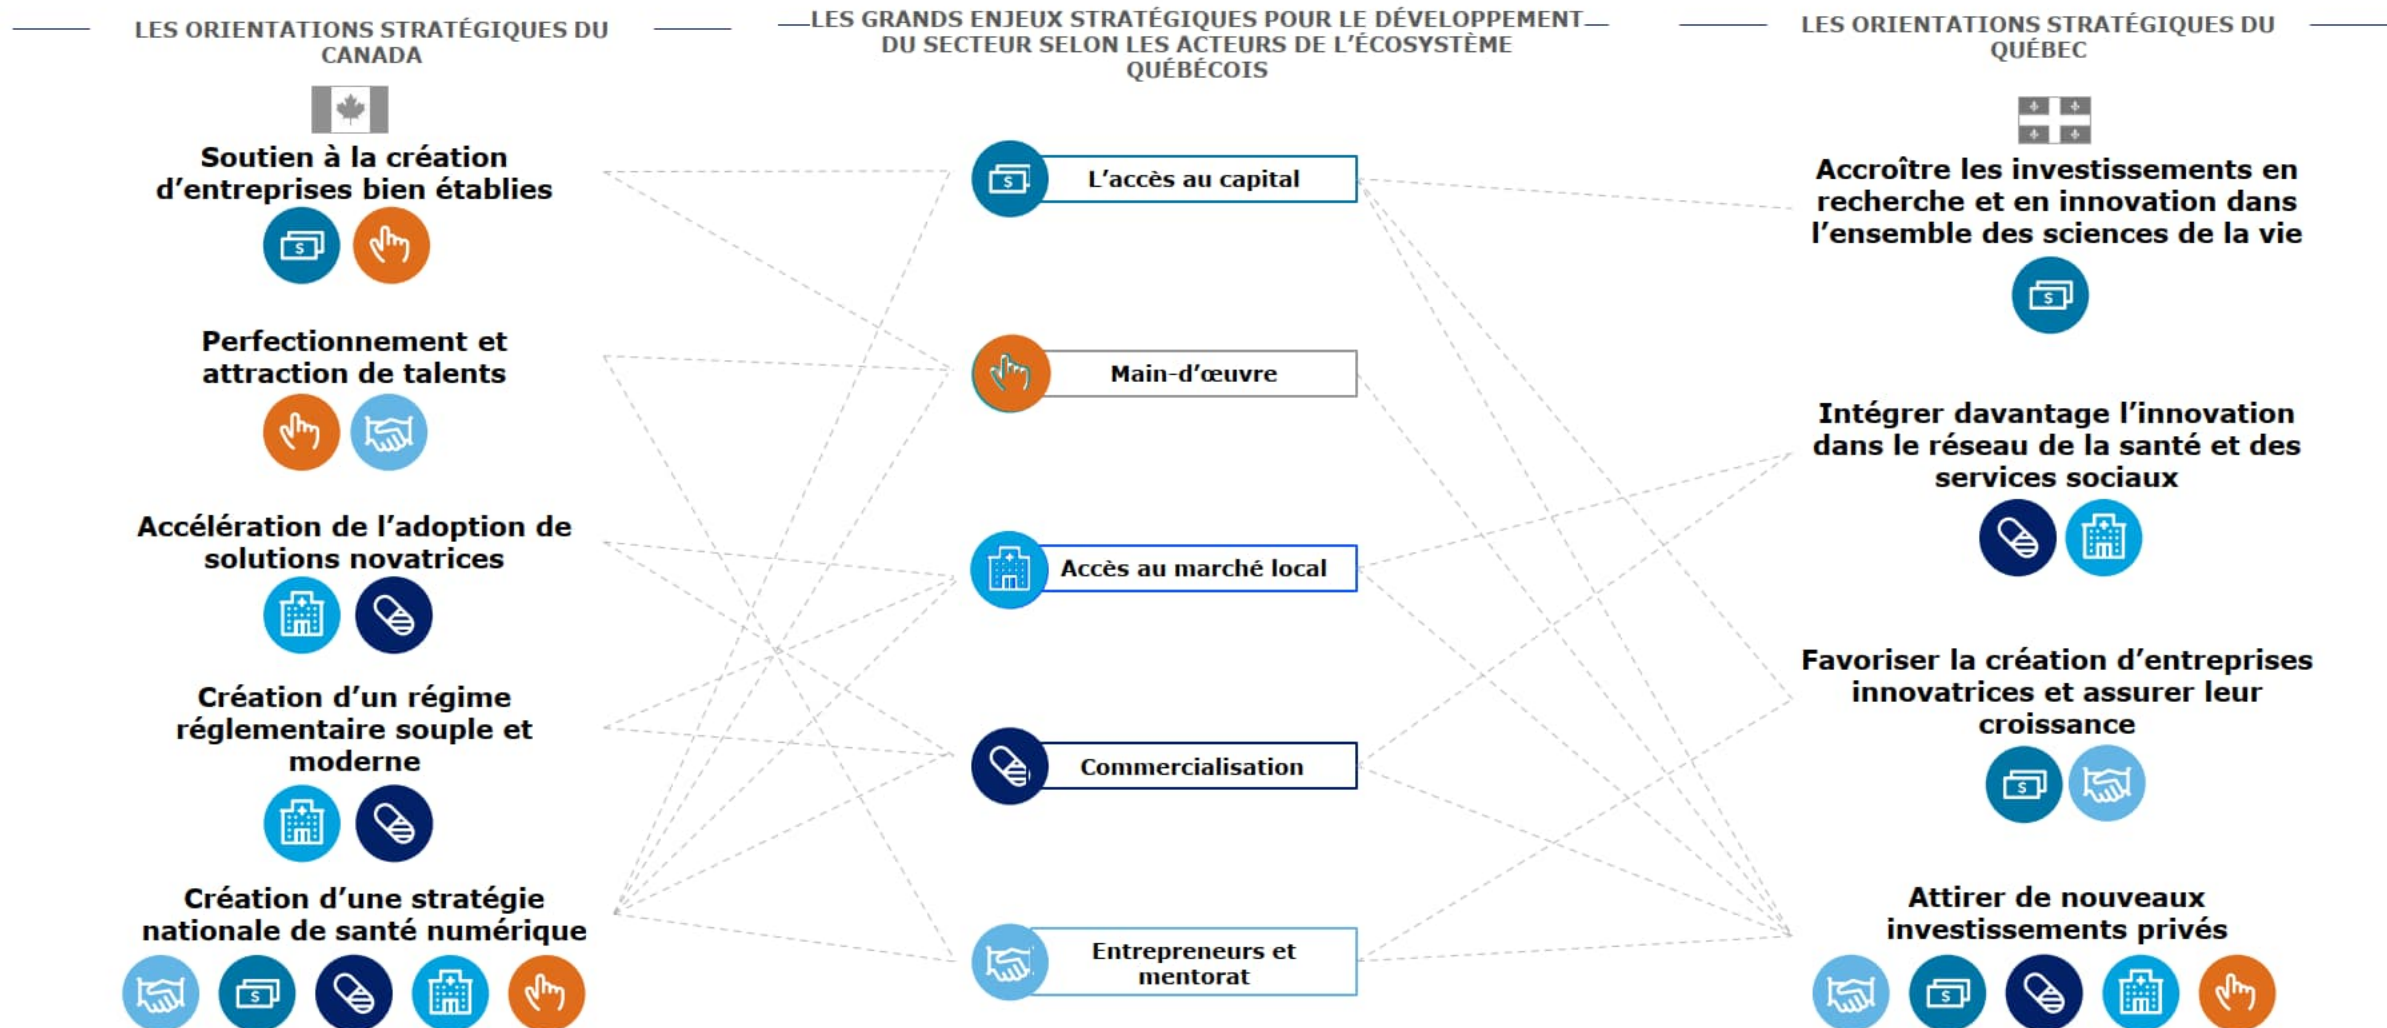 LES ORIENTATIONS STRATÉGIQUES DU
CANADA
Soutien à la création
d'entreprises bien établies
$
Perfectionnement et
attraction de talents
Accélération de l'adoption de
solutions novatrices
Création d'un régime
réglementaire souple et
moderne
Création d'une stratégie
nationale de santé numérique
$
LES GRANDS ENJEUX STRATÉGIQUES POUR LE DÉVELOPPEMENT
DU SECTEUR SELON LES ACTEURS DE L'ÉCOSYSTÈME
QUÉBÉCOIS
$
L'accès au capital
Main-d'œuvre
Accès au marché local
Commercialisation
Entrepreneurs et
mentorat
LES ORIENTATIONS STRATÉGIQUES DU
QUÉBEC
Accroître les investissements en
recherche et en innovation dans
l'ensemble des sciences de la vie
$
Intégrer davantage l'innovation
dans le réseau de la santé et des
services sociaux
Favoriser la création d'entreprises
innovatrices et assurer leur
croissance
$
Attirer de nouveaux
investissements privés
$